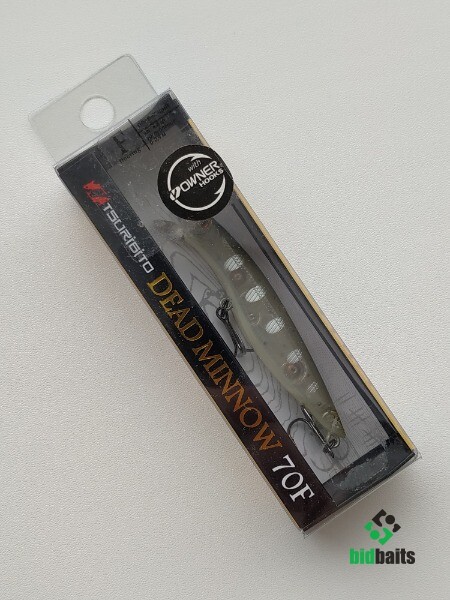 F
with
OWNER
HOOKS
TSURIBITO
DEAD MINNOW 70F
bidbaits